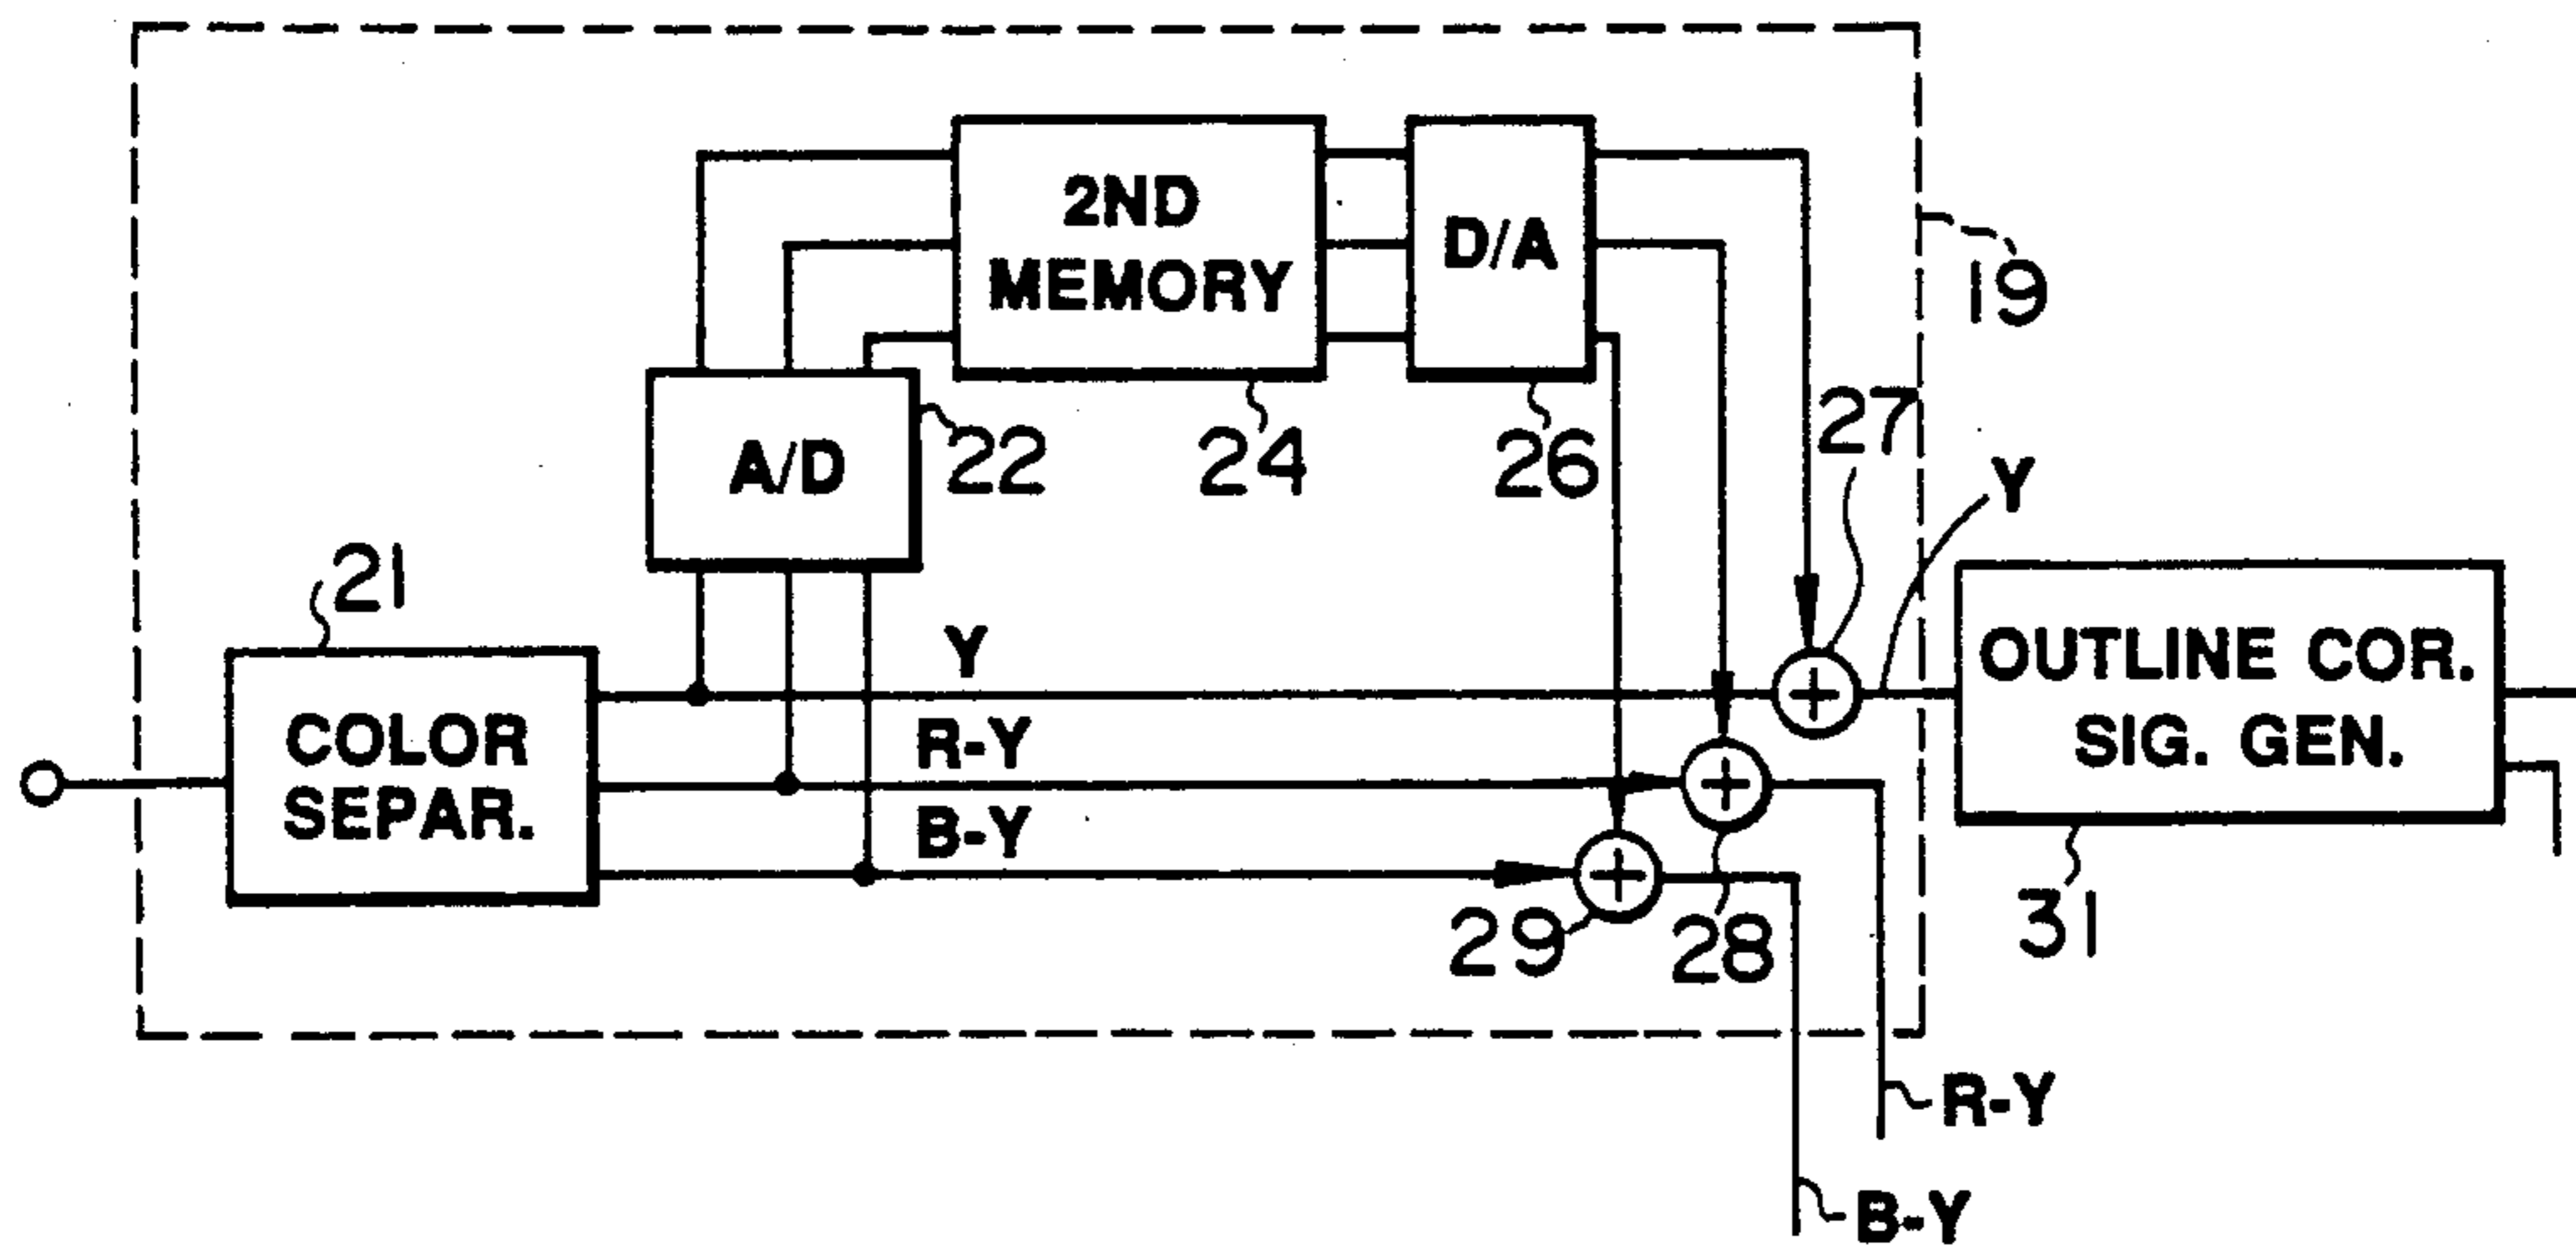 2ND
MEMORY
D/A
19
A/D
22
24
26
27
Y
21
Y
COLOR
SEPAR.
R-Y
B-Y
OUTLINE COR.
SIG. GEN.
29
28
31
R-Y
B-Y